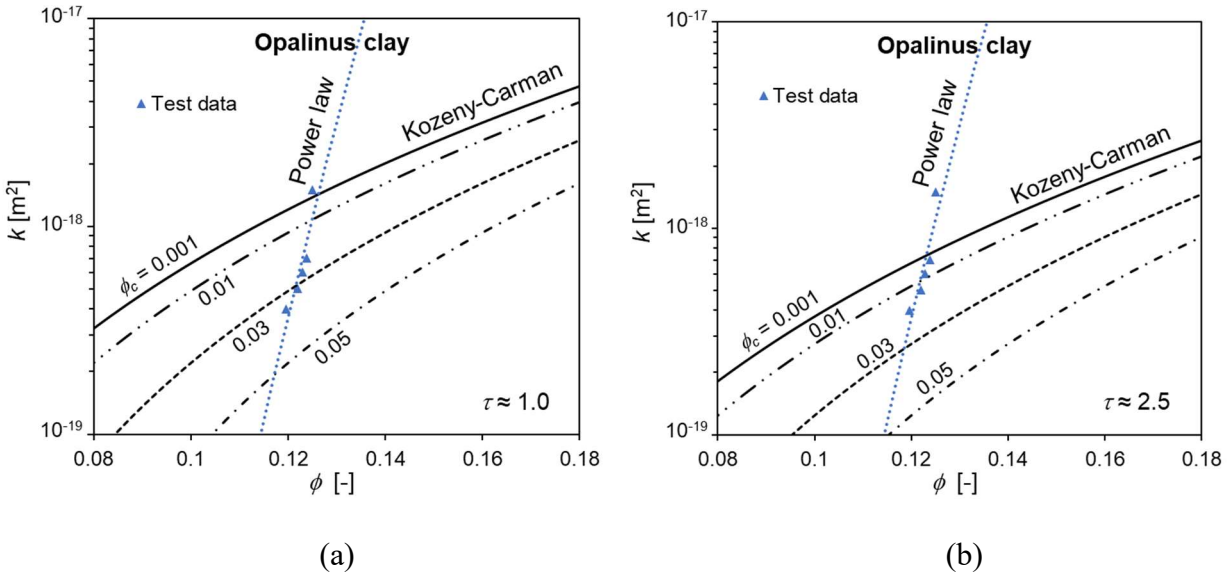 Opalinus clay
Test data
Power law
Kozeny-Carman
ϕc = 0.001
0.01
0.03
0.05
τ ≈ 1.0
k [m²]
10⁻¹⁷
10⁻¹⁸
10⁻¹⁹
0.08 0.1 0.12 0.14 0.16 0.18
ϕ [-]
(a)
Opalinus clay
Test data
Power law
Kozeny-Carman
ϕc = 0.001
0.01
0.03
0.05
τ ≈ 2.5
k [m²]
10⁻¹⁷
10⁻¹⁸
10⁻¹⁹
0.08 0.1 0.12 0.14 0.16 0.18
ϕ [-]
(b)